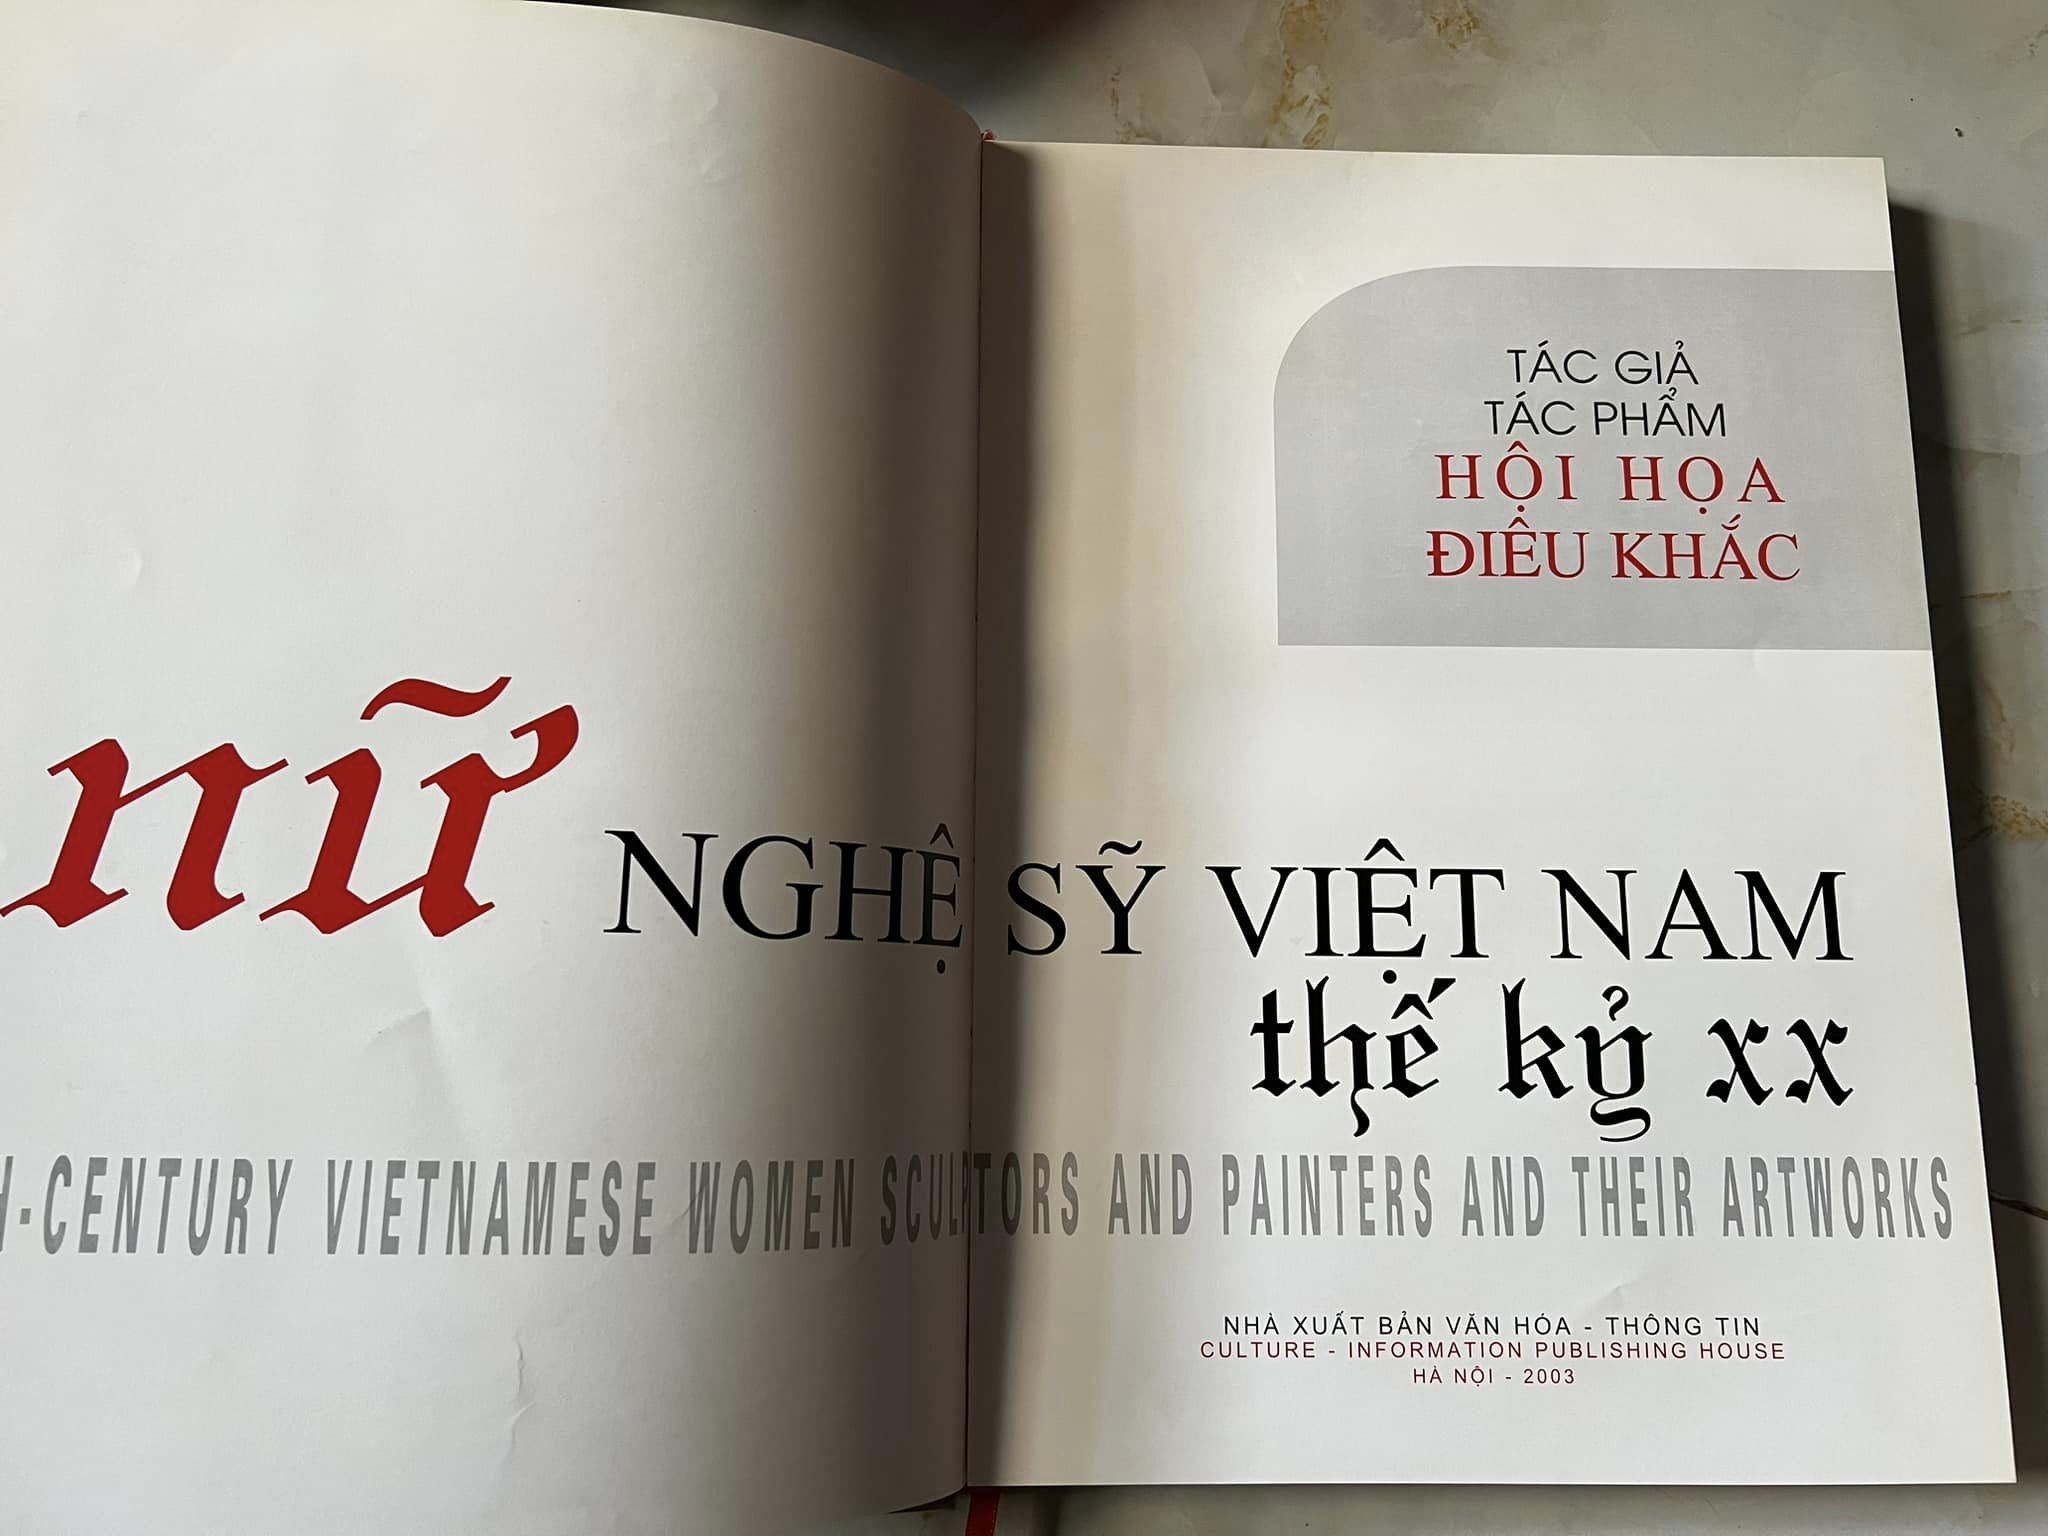 TÁC GIẢ
TÁC PHẨM
HỘI HỌA
ĐIÊU KHẮC
nữ NGHỆ SỸ VIỆT NAM
thế kỷ xx
H-CENTURY VIETNAMESE WOMEN SCULPTORS AND PAINTERS AND THEIR ARTWORKS
NHÀ XUẤT BẢN VĂN HÓA - THÔNG TIN
CULTURE - INFORMATION PUBLISHING HOUSE
HÀ NỘI - 2003